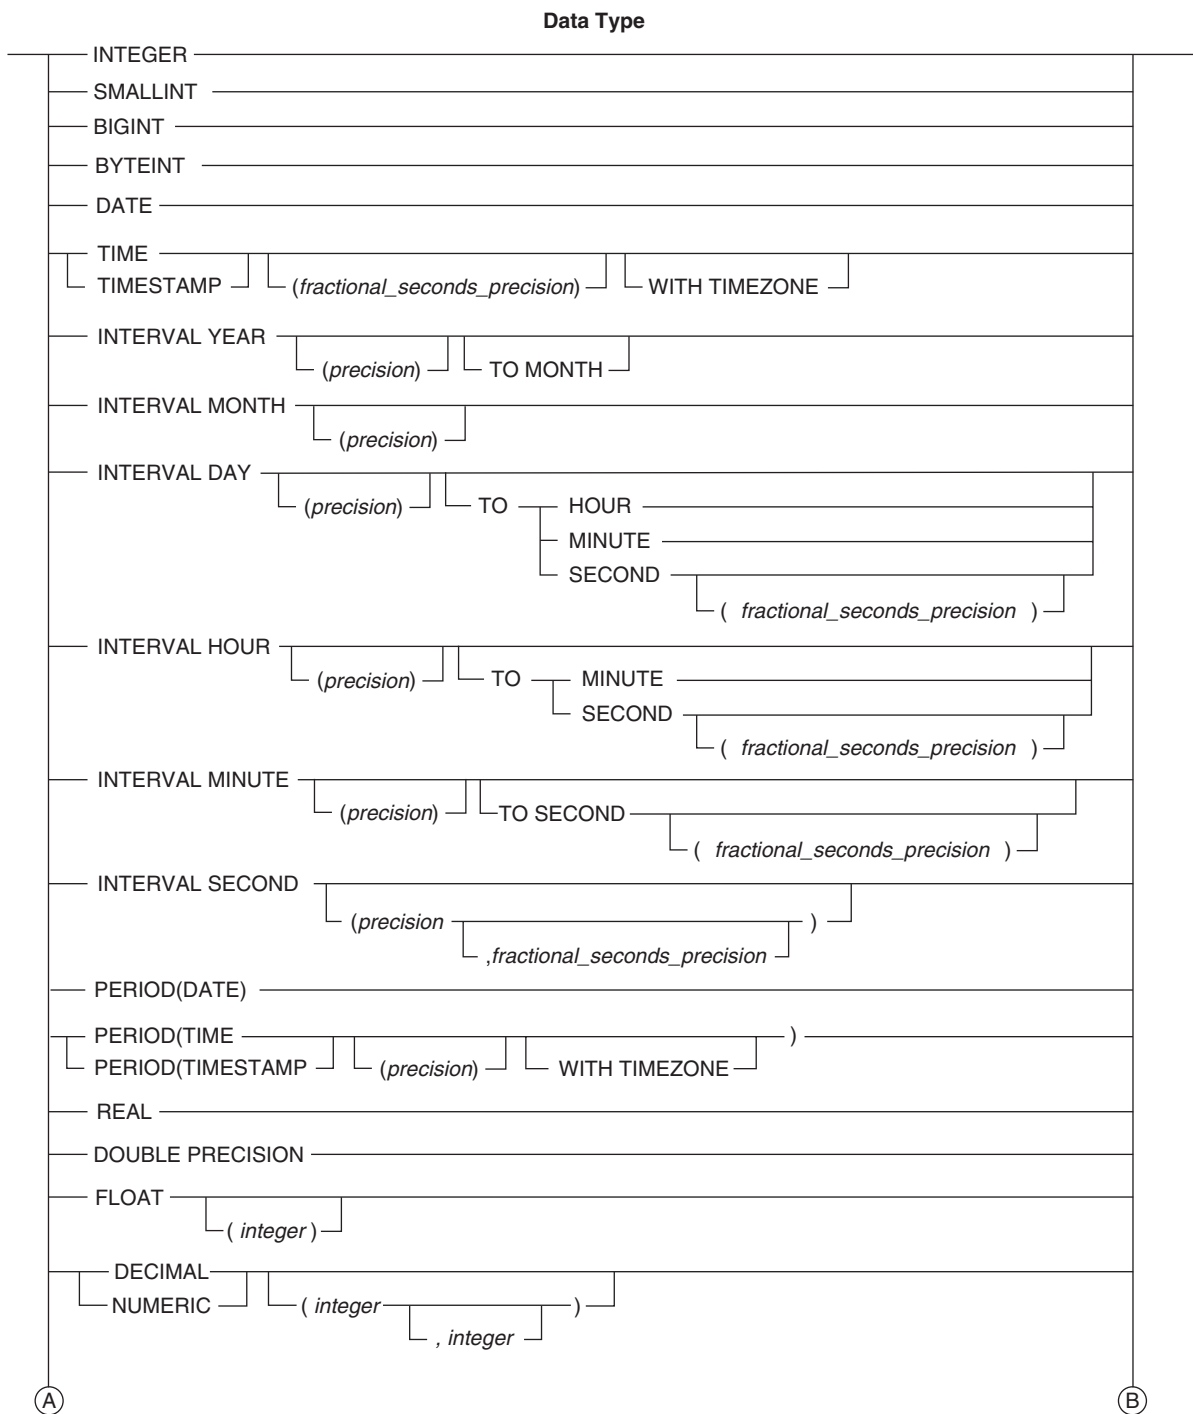 Data Type
INTEGER
SMALLINT
BIGINT
BYTEINT
DATE
TIME
TIMESTAMP (fractional_seconds_precision) WITH TIMEZONE
INTERVAL YEAR
(precision) TO MONTH
INTERVAL MONTH
(precision)
INTERVAL DAY
(precision) TO HOUR
MINUTE
SECOND
( fractional_seconds_precision )
INTERVAL HOUR
(precision) TO MINUTE
SECOND
( fractional_seconds_precision )
INTERVAL MINUTE
(precision) TO SECOND
( fractional_seconds_precision )
INTERVAL SECOND
(precision )
,fractional_seconds_precision
PERIOD(DATE)
PERIOD(TIME )
PERIOD(TIMESTAMP (precision) WITH TIMEZONE
REAL
DOUBLE PRECISION
FLOAT
( integer )
DECIMAL
NUMERIC ( integer )
, integer
A B